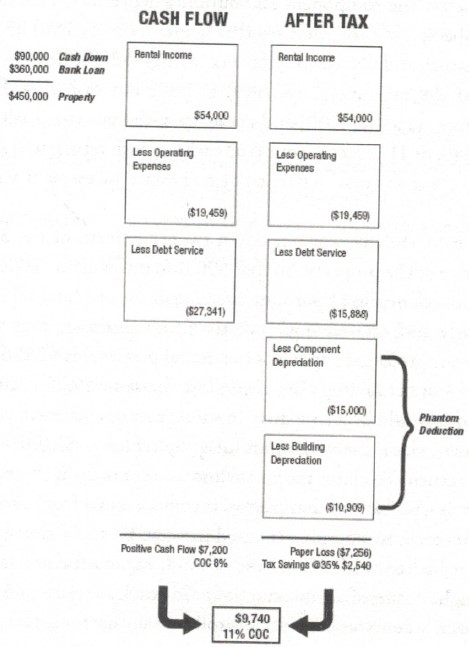 CASH FLOW
AFTER TAX
$90,000 Cash Down
$360,000 Bank Loan
$450,000 Property
Rental Income
$54,000
Rental Income
$54,000
Less Operating
Expenses
($19,459)
Less Operating
Expenses
($19,459)
Less Debt Service
($27,341)
Less Debt Service
($15,888)
Less Component
Depreciation
($15,000)
Less Building
Depreciation
($10,909)
Phantom
Deduction
Positive Cash Flow $7,200
COC 8%
Paper Loss ($7,256)
Tax Savings @35% $2,540
$9,740
11% COC